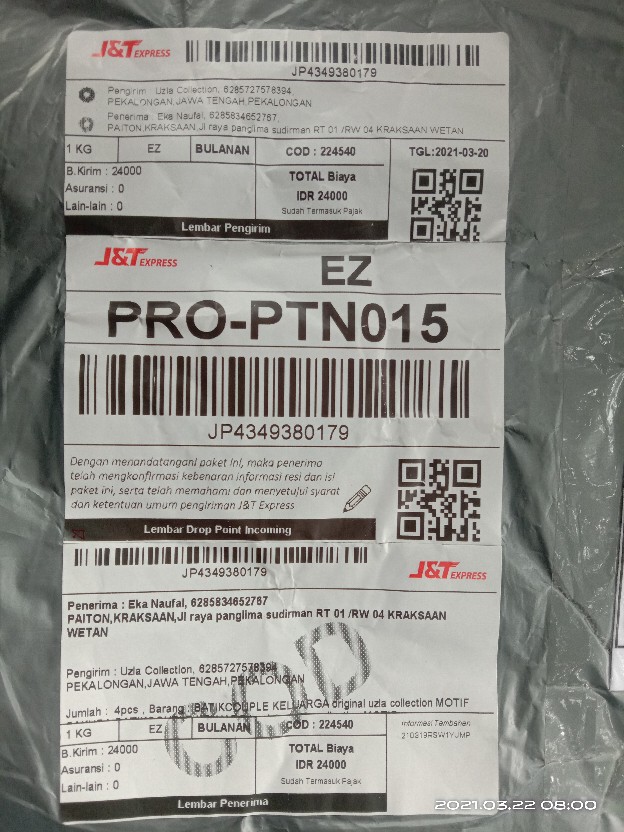 J&T EXPRESS
JP4349380179
Pengirim : Uzla Collection, 6285727578394
PEKALONGAN,JAWA TENGAH,PEKALONGAN
Penerima : Eka Naufal, 6285834652767
PAITON,KRAKSAAN,Jl raya panglima sudirman RT 01 /RW 04 KRAKSAAN WETAN
1 KG EZ BULANAN COD : 224540 TGL:2021-03-20
B.Kirim : 24000
Asuransi : 0
Lain-lain : 0
TOTAL Biaya
IDR 24000
Sudah Termasuk Pajak
Lembar Pengirim
J&T EXPRESS
EZ
PRO-PTN015
JP4349380179
Dengan menandatangani paket ini, maka penerima
telah mengkonfirmasi kebenaran informasi resi dan isi
paket ini, serta telah memahami dan menyetujui syarat
dan ketentuan umum pengiriman J&T Express
Lembar Drop Point Incoming
JP4349380179
J&T EXPRESS
Penerima : Eka Naufal, 6285834652767
PAITON,KRAKSAAN,Jl raya panglima sudirman RT 01 /RW 04 KRAKSAAN
WETAN
Pengirim : Uzla Collection, 6285727578394
PEKALONGAN,JAWA TENGAH,PEKALONGAN
Jumlah : 4pcs , Barang : BATIKCOUPLE KELUARGA original uzla collection MOTIF
COD
1 KG EZ BULANAN COD : 224540
B.Kirim : 24000
Asuransi : 0
Lain-lain : 0
TOTAL Biaya
IDR 24000
Sudah Termasuk Pajak
Informasi Tambahan
Lembar Penerima
2021.03.22 08:00